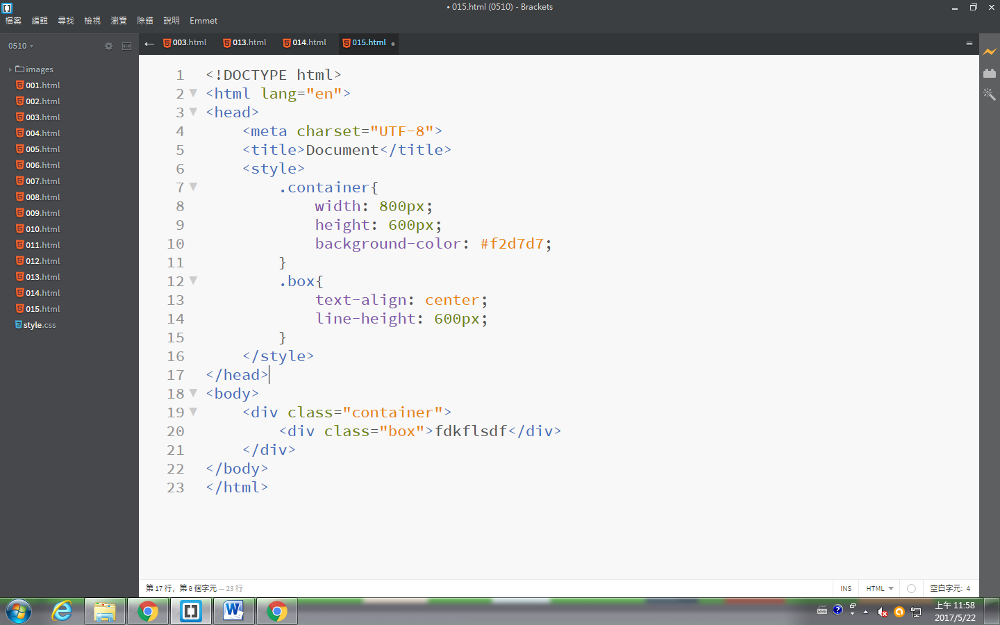 • 015.html (0510) - Brackets
檔案 編輯 尋找 檢視 瀏覽 除錯 說明 Emmet
0510
003.html 013.html 014.html 015.html
images
001.html
002.html
003.html
004.html
005.html
006.html
007.html
008.html
009.html
010.html
011.html
012.html
013.html
014.html
015.html
style.css
1 <!DOCTYPE html>
2 <html lang="en">
3 <head>
4 <meta charset="UTF-8">
5 <title>Document</title>
6 <style>
7 .container{
8 width: 800px;
9 height: 600px;
10 background-color: #f2d7d7;
11 }
12 .box{
13 text-align: center;
14 line-height: 600px;
15 }
16 </style>
17 </head>
18 <body>
19 <div class="container">
20 <div class="box">fdkflsdf</div>
21 </div>
22 </body>
23 </html>
第 17 行, 第 8 個字元 — 23 行
INS HTML 空白字元: 4
上午 11:58
2017/5/22